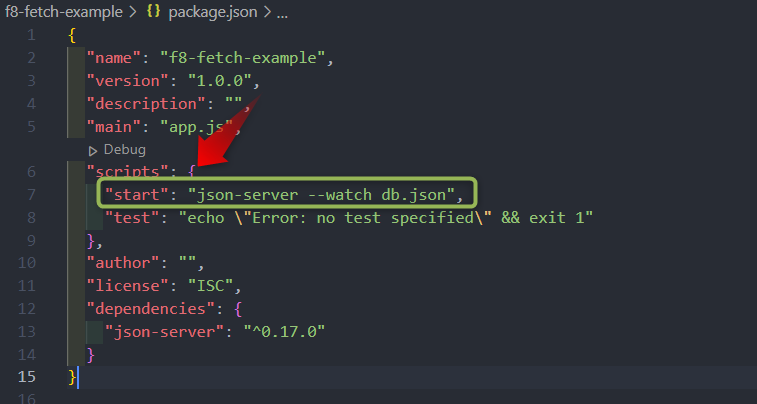 f8-fetch-example > {} package.json > ...
1 {
2 "name": "f8-fetch-example",
3 "version": "1.0.0",
4 "description": "",
5 "main": "app.js",
Debug
6 "scripts": {
7 "start": "json-server --watch db.json",
8 "test": "echo \"Error: no test specified\" && exit 1"
9 },
10 "author": "",
11 "license": "ISC",
12 "dependencies": {
13 "json-server": "^0.17.0"
14 }
15 }